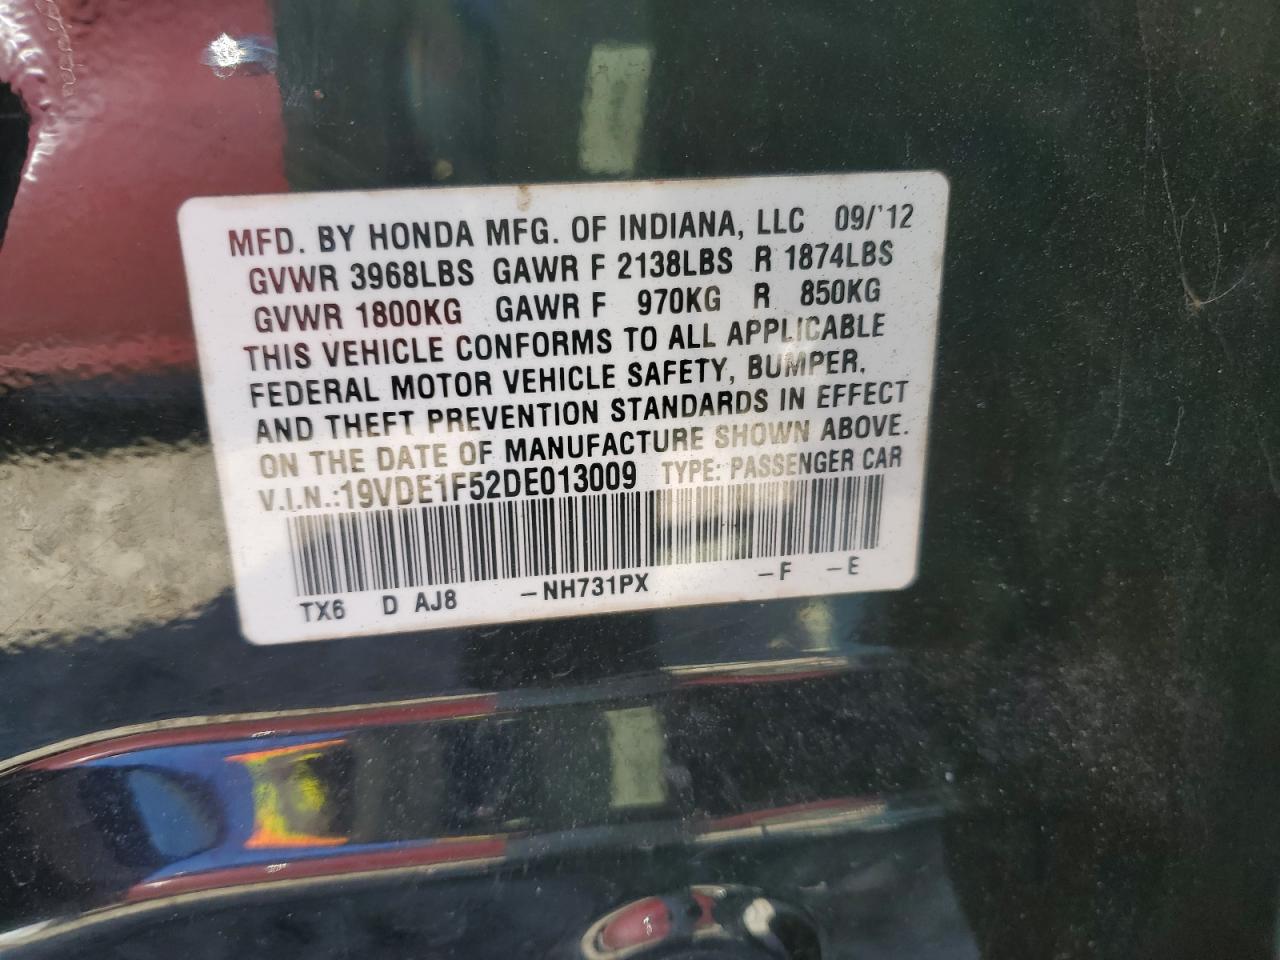 MFD. BY HONDA MFG. OF INDIANA, LLC 09/'12
GVWR 3968LBS GAWR F 2138LBS R 1874LBS
GVWR 1800KG GAWR F 970KG R 850KG
THIS VEHICLE CONFORMS TO ALL APPLICABLE
FEDERAL MOTOR VEHICLE SAFETY, BUMPER,
AND THEFT PREVENTION STANDARDS IN EFFECT
ON THE DATE OF MANUFACTURE SHOWN ABOVE.
V.I.N.:19VDE1F52DE013009 TYPE: PASSENGER CAR
TX6 D AJ8 -NH731PX -F -E